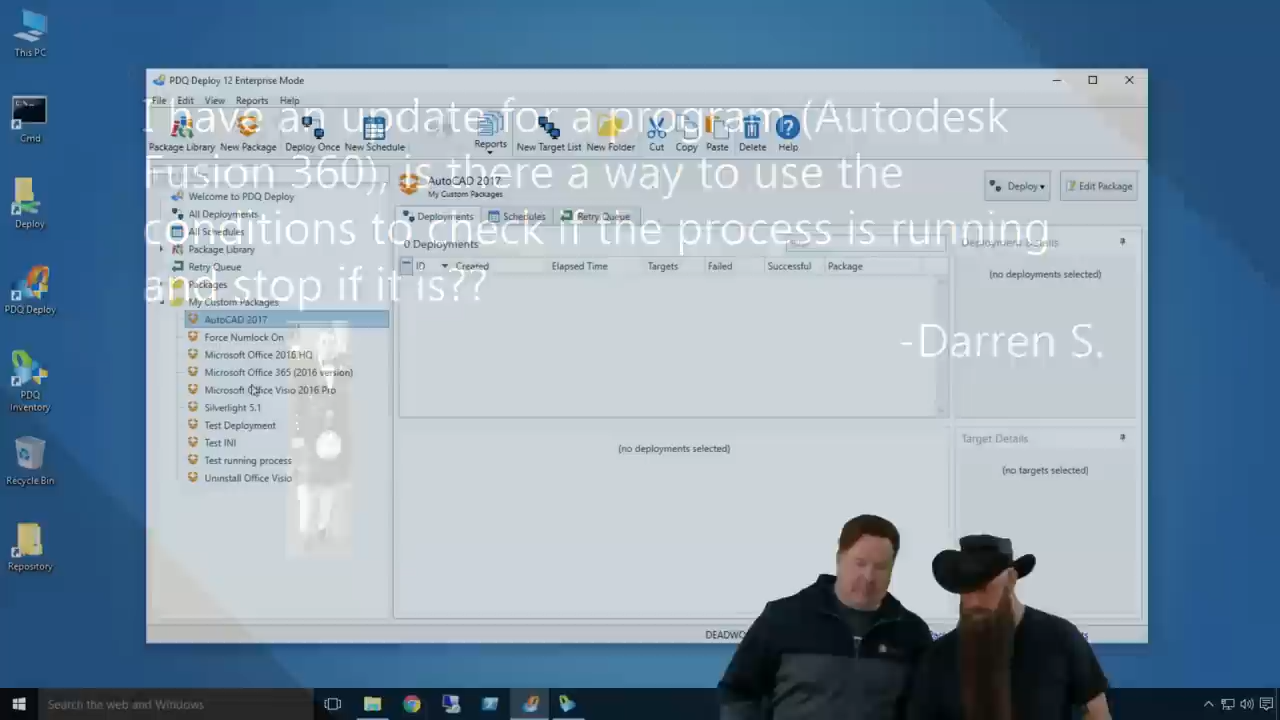 This PC
Cmd
Deploy
PDQ Deploy
PDQ
Inventory
Recycle Bin
Repository
PDQ Deploy 12 Enterprise Mode
File Edit View Reports Help
Package Library New Package Deploy Once New Schedule Reports New Target List New Folder Cut Copy Paste Delete Help
I have an update for a program (Autodesk
Fusion 360), is there a way to use the
conditions to check if the process is running
and stop if it is??
-Darren S.
Welcome to PDQ Deploy
All Deployments
All Schedules
Package Library
Retry Queue
Packages
My Custom Packages
AutoCAD 2017
Force Numlock On
Microsoft Office 2016 HQ
Microsoft Office 365 (2016 version)
Microsoft Office Visio 2016 Pro
Silverlight 5.1
Test Deployment
Test INI
Test running process
Uninstall Office Visio
AutoCAD 2017
My Custom Packages
Deploy Edit Package
Deployments Schedules Retry Queue
0 Deployments
ID Created Elapsed Time Targets Failed Successful Package
(no deployments selected)
Deployment Details
(no deployments selected)
Target Details
(no targets selected)
Search the web and Windows